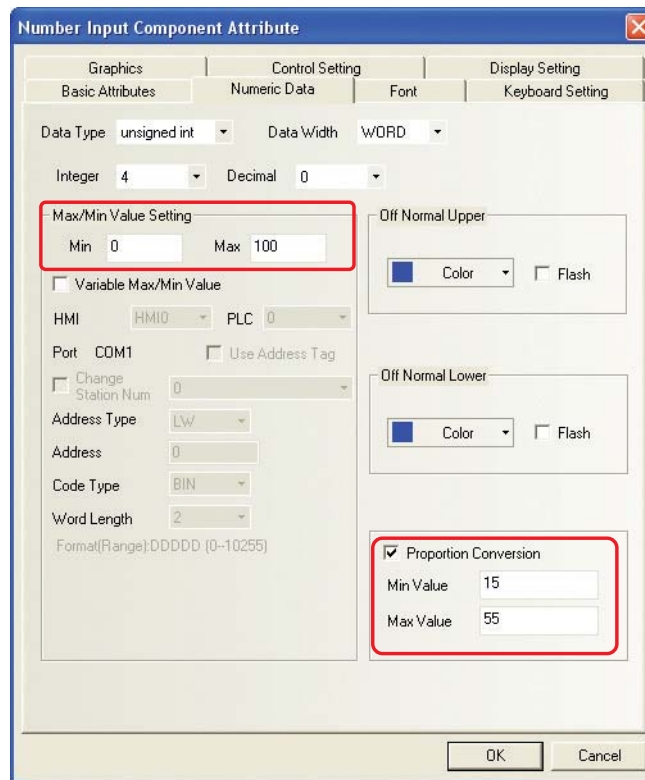 Number Input Component Attribute
Graphics Control Setting Display Setting
Basic Attributes Numeric Data Font Keyboard Setting
Data Type unsigned int Data Width WORD
Integer 4 Decimal 0
Max/Min Value Setting
Min 0 Max 100
Variable Max/Min Value
HMI HMI0 PLC 0
Port COM1 Use Address Tag
Change
Station Num 0
Address Type LW
Address 0
Code Type BIN
Word Length 2
Format(Range):DDDDD (0--10255)
Off Normal Upper
Color Flash
Off Normal Lower
Color Flash
Proportion Conversion
Min Value 15
Max Value 55
OK Cancel